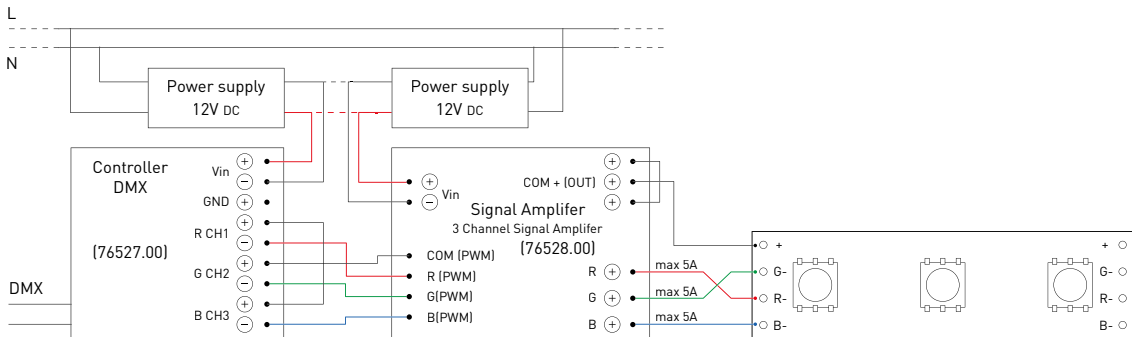 L
N
Power supply
12V DC
Power supply
12V DC
Controller
DMX
(76527.00)
DMX
Vin
+
−
GND
+
R CH1
+
−
G CH2
+
−
B CH3
+
−
+
−
Vin
COM + (OUT)
+
+
+
Signal Amplifer
3 Channel Signal Amplifer
(76528.00)
COM (PWM)
R (PWM)
G(PWM)
B(PWM)
R +
G +
B +
max 5A
max 5A
max 5A
+
G-
R-
B-
+
G-
R-
B-